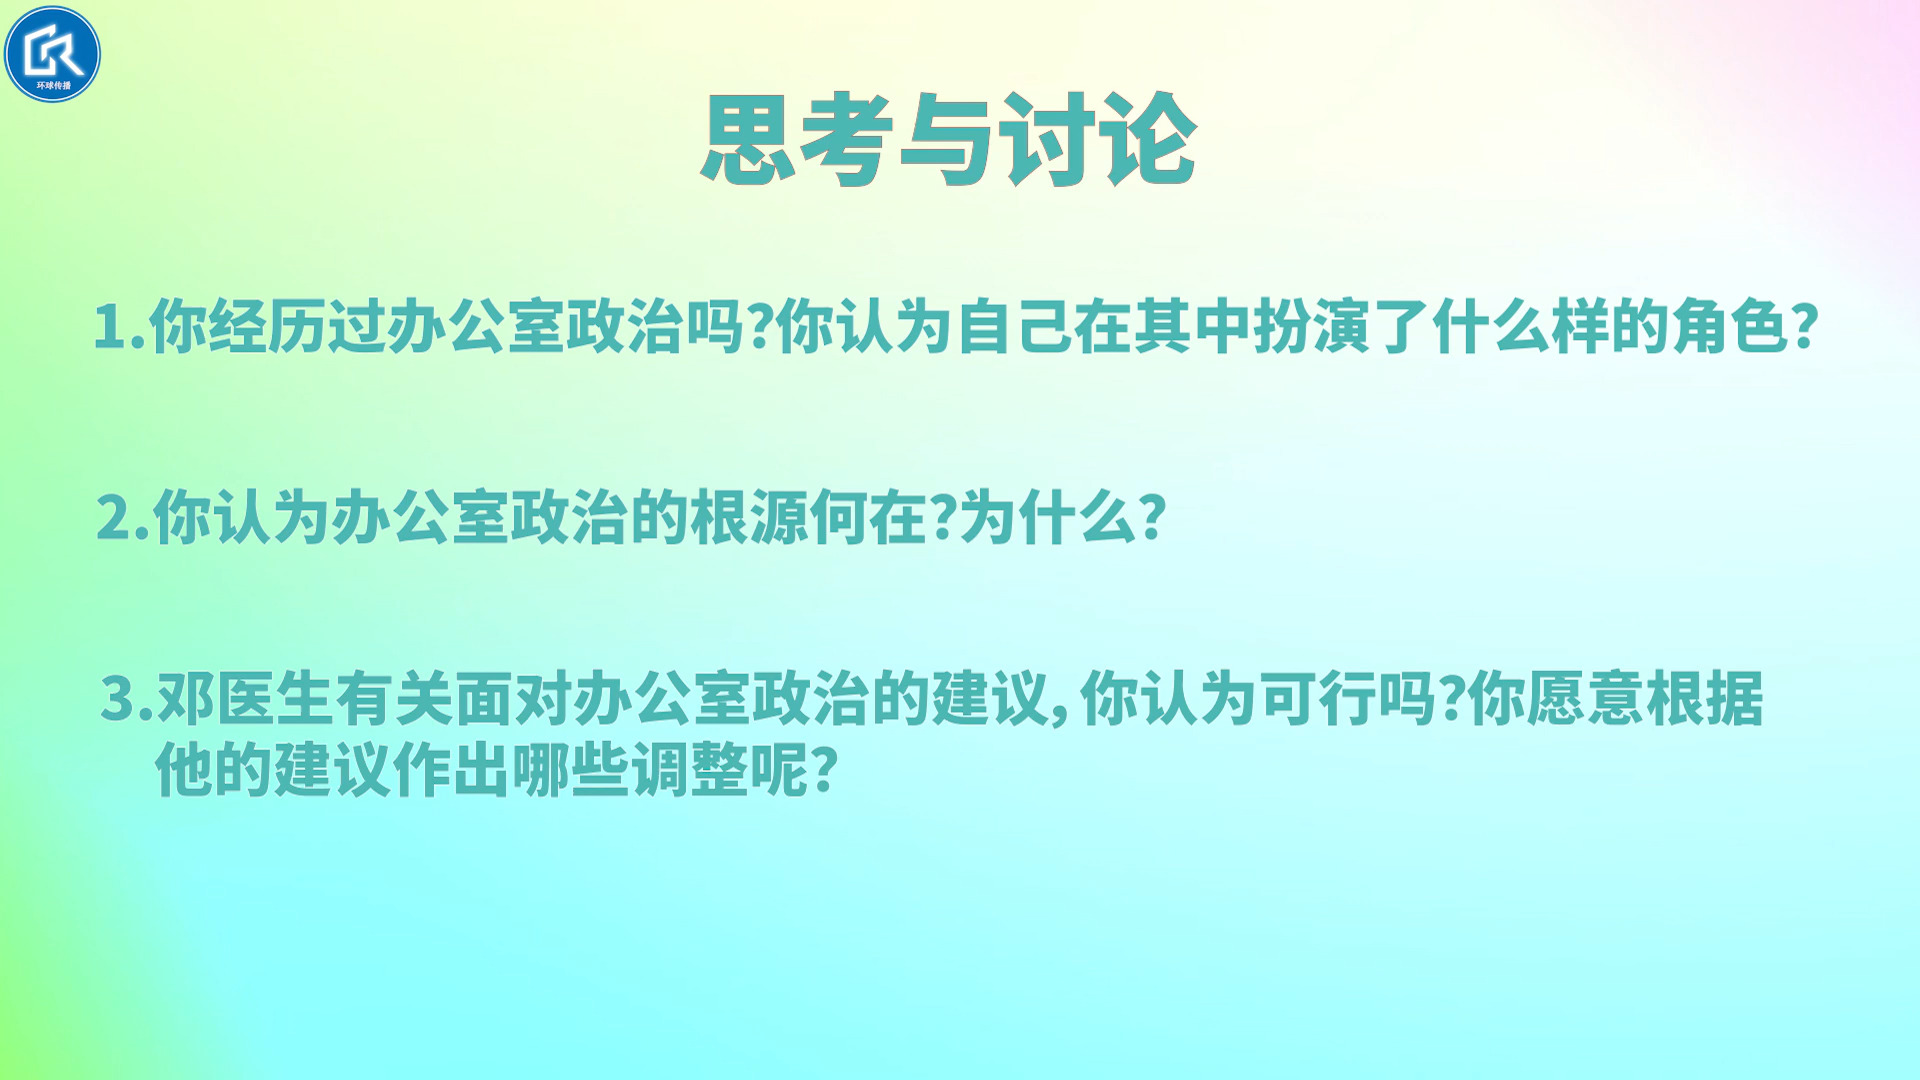 环球传播
思考与讨论
1.你经历过办公室政治吗?你认为自己在其中扮演了什么样的角色?
2.你认为办公室政治的根源何在?为什么?
3.邓医生有关面对办公室政治的建议,你认为可行吗?你愿意根据
他的建议作出哪些调整呢?